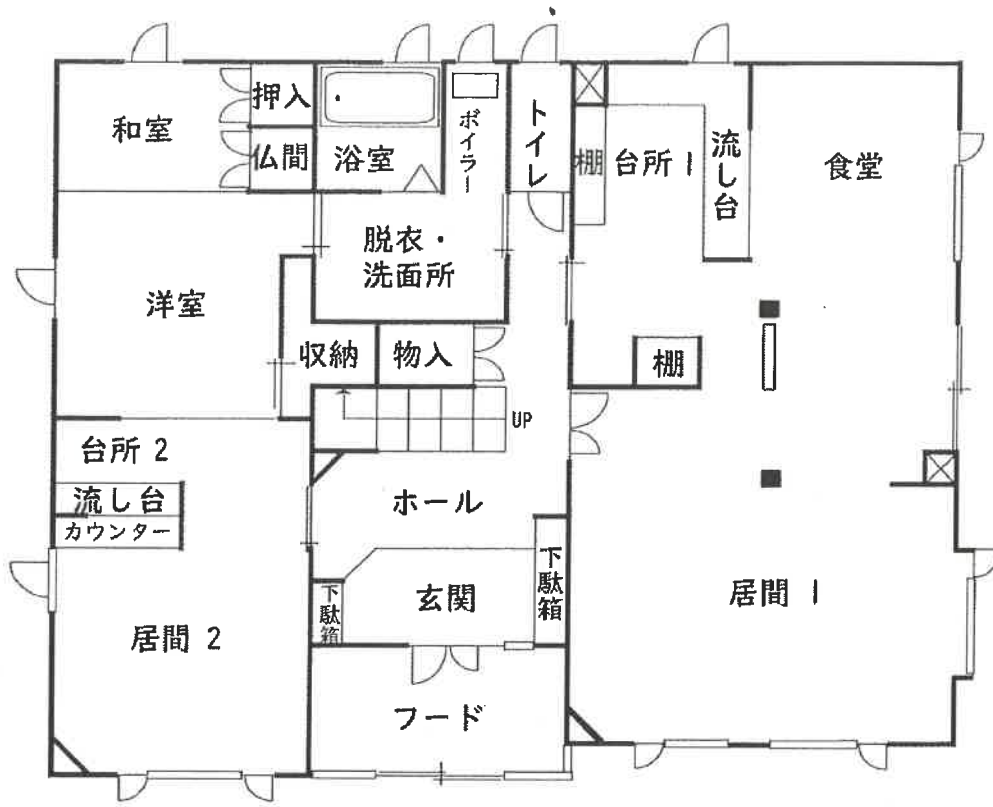 和室
押入
仏間
浴室
ボイラー
トイレ
棚
台所 1
流し台
食堂
脱衣・
洗面所
洋室
収納
物入
棚
UP
台所 2
流し台
カウンター
ホール
下駄箱
玄関
下駄箱
居間 1
居間 2
フード